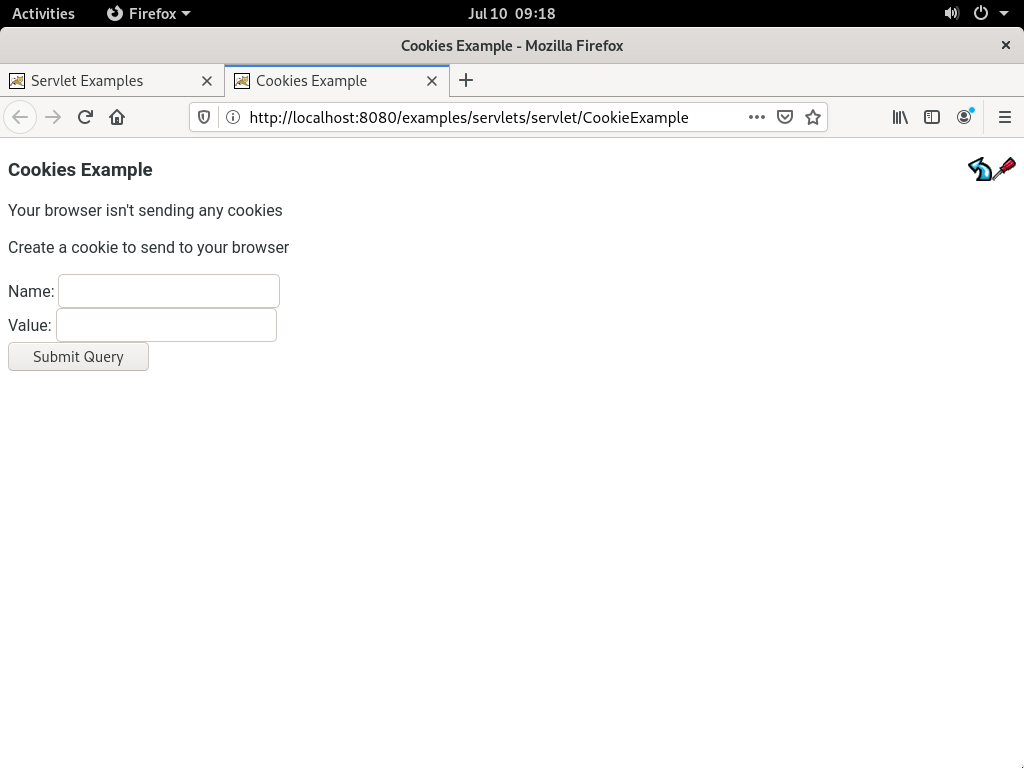 Activities Firefox Jul 10 09:18
Cookies Example - Mozilla Firefox
Servlet Examples Cookies Example
http://localhost:8080/examples/servlets/servlet/CookieExample
Cookies Example
Your browser isn't sending any cookies
Create a cookie to send to your browser
Name:
Value:
Submit Query